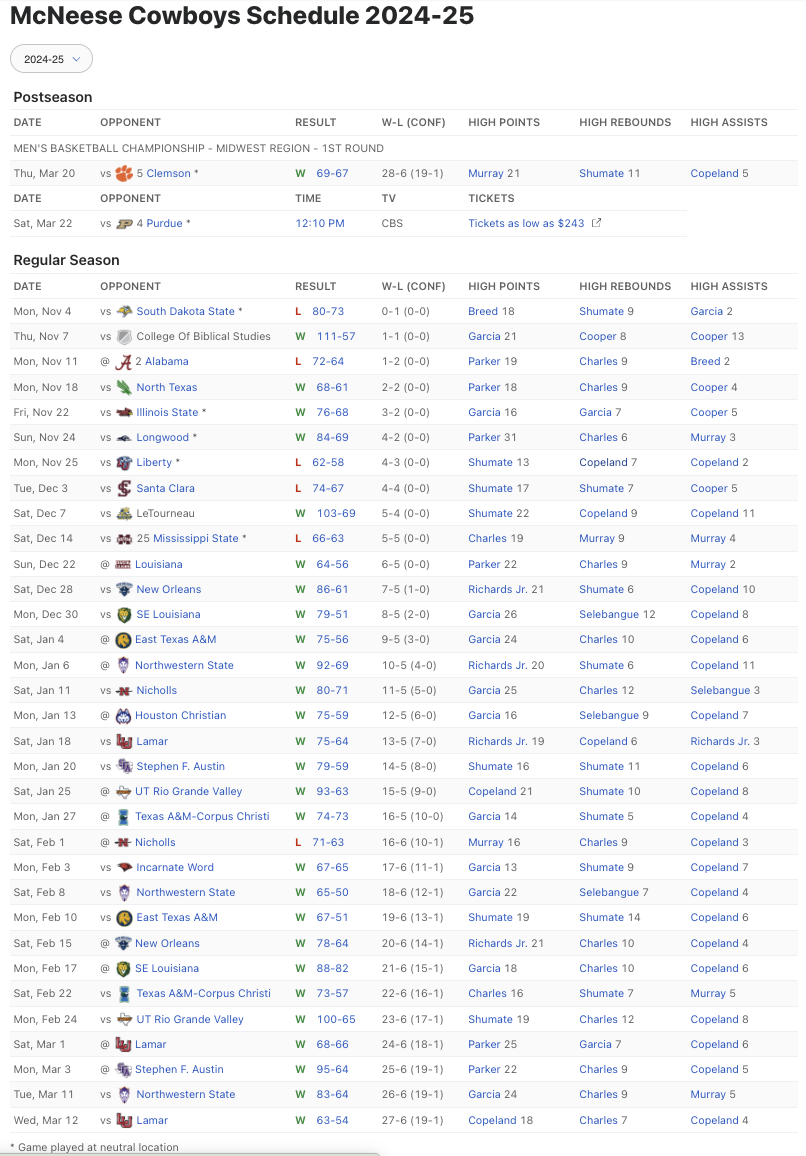 McNeese Cowboys Schedule 2024-25
2024-25
Postseason
DATE OPPONENT RESULT W-L (CONF) HIGH POINTS HIGH REBOUNDS HIGH ASSISTS
MEN'S BASKETBALL CHAMPIONSHIP - MIDWEST REGION - 1ST ROUND
Thu, Mar 20 vs 5 Clemson * W 69-67 28-6 (19-1) Murray 21 Shumate 11 Copeland 5
DATE OPPONENT TIME TV TICKETS
Sat, Mar 22 vs 4 Purdue * 12:10 PM CBS Tickets as low as $243
Regular Season
DATE OPPONENT RESULT W-L (CONF) HIGH POINTS HIGH REBOUNDS HIGH ASSISTS
Mon, Nov 4 vs South Dakota State * L 80-73 0-1 (0-0) Breed 18 Shumate 9 Garcia 2
Thu, Nov 7 vs College Of Biblical Studies W 111-57 1-1 (0-0) Garcia 21 Cooper 8 Cooper 13
Mon, Nov 11 @ 2 Alabama L 72-64 1-2 (0-0) Parker 19 Charles 9 Breed 2
Mon, Nov 18 vs North Texas W 68-61 2-2 (0-0) Parker 18 Charles 9 Cooper 4
Fri, Nov 22 vs Illinois State * W 76-68 3-2 (0-0) Garcia 16 Garcia 7 Cooper 5
Sun, Nov 24 vs Longwood * W 84-69 4-2 (0-0) Parker 31 Charles 6 Murray 3
Mon, Nov 25 vs Liberty * L 62-58 4-3 (0-0) Shumate 13 Copeland 7 Copeland 2
Tue, Dec 3 vs Santa Clara L 74-67 4-4 (0-0) Shumate 17 Shumate 7 Cooper 5
Sat, Dec 7 vs LeTourneau W 103-69 5-4 (0-0) Shumate 22 Copeland 9 Copeland 11
Sat, Dec 14 vs 25 Mississippi State * L 66-63 5-5 (0-0) Charles 19 Murray 9 Murray 4
Sun, Dec 22 @ Louisiana W 64-56 6-5 (0-0) Parker 22 Charles 9 Murray 2
Sat, Dec 28 vs New Orleans W 86-61 7-5 (1-0) Richards Jr. 21 Shumate 6 Copeland 10
Mon, Dec 30 vs SE Louisiana W 79-51 8-5 (2-0) Garcia 26 Selebangue 12 Copeland 8
Sat, Jan 4 @ East Texas A&M W 75-56 9-5 (3-0) Garcia 24 Charles 10 Copeland 6
Mon, Jan 6 @ Northwestern State W 92-69 10-5 (4-0) Richards Jr. 20 Shumate 6 Copeland 11
Sat, Jan 11 vs Nicholls W 80-71 11-5 (5-0) Garcia 25 Charles 12 Selebangue 3
Mon, Jan 13 @ Houston Christian W 75-59 12-5 (6-0) Garcia 16 Selebangue 9 Copeland 7
Sat, Jan 18 vs Lamar W 75-64 13-5 (7-0) Richards Jr. 19 Copeland 6 Richards Jr. 3
Mon, Jan 20 vs Stephen F. Austin W 79-59 14-5 (8-0) Shumate 16 Shumate 11 Copeland 6
Sat, Jan 25 @ UT Rio Grande Valley W 93-63 15-5 (9-0) Copeland 21 Shumate 10 Copeland 8
Mon, Jan 27 @ Texas A&M-Corpus Christi W 74-73 16-5 (10-0) Garcia 14 Shumate 5 Copeland 4
Sat, Feb 1 @ Nicholls L 71-63 16-6 (10-1) Murray 16 Charles 9 Copeland 3
Mon, Feb 3 vs Incarnate Word W 67-65 17-6 (11-1) Garcia 13 Shumate 9 Copeland 7
Sat, Feb 8 vs Northwestern State W 65-50 18-6 (12-1) Garcia 22 Selebangue 7 Copeland 6
Mon, Feb 10 vs East Texas A&M W 67-51 19-6 (13-1) Shumate 19 Shumate 14 Copeland 6
Sat, Feb 15 @ New Orleans W 78-64 20-6 (14-1) Richards Jr. 21 Charles 10 Copeland 4
Mon, Feb 17 @ SE Louisiana W 88-82 21-6 (15-1) Garcia 18 Charles 10 Copeland 6
Sat, Feb 22 vs Texas A&M-Corpus Christi W 73-57 22-6 (16-1) Charles 16 Shumate 7 Murray 5
Mon, Feb 24 vs UT Rio Grande Valley W 100-65 23-6 (17-1) Shumate 19 Charles 12 Copeland 8
Sat, Mar 1 @ Lamar W 68-66 24-6 (18-1) Parker 25 Garcia 7 Copeland 6
Mon, Mar 3 @ Stephen F. Austin W 95-64 25-6 (19-1) Parker 22 Charles 9 Copeland 5
Tue, Mar 11 vs Northwestern State W 83-64 26-6 (19-1) Garcia 24 Charles 9 Murray 5
Wed, Mar 12 vs Lamar W 63-54 27-6 (19-1) Copeland 18 Charles 7 Copeland 4
* Game played at neutral location